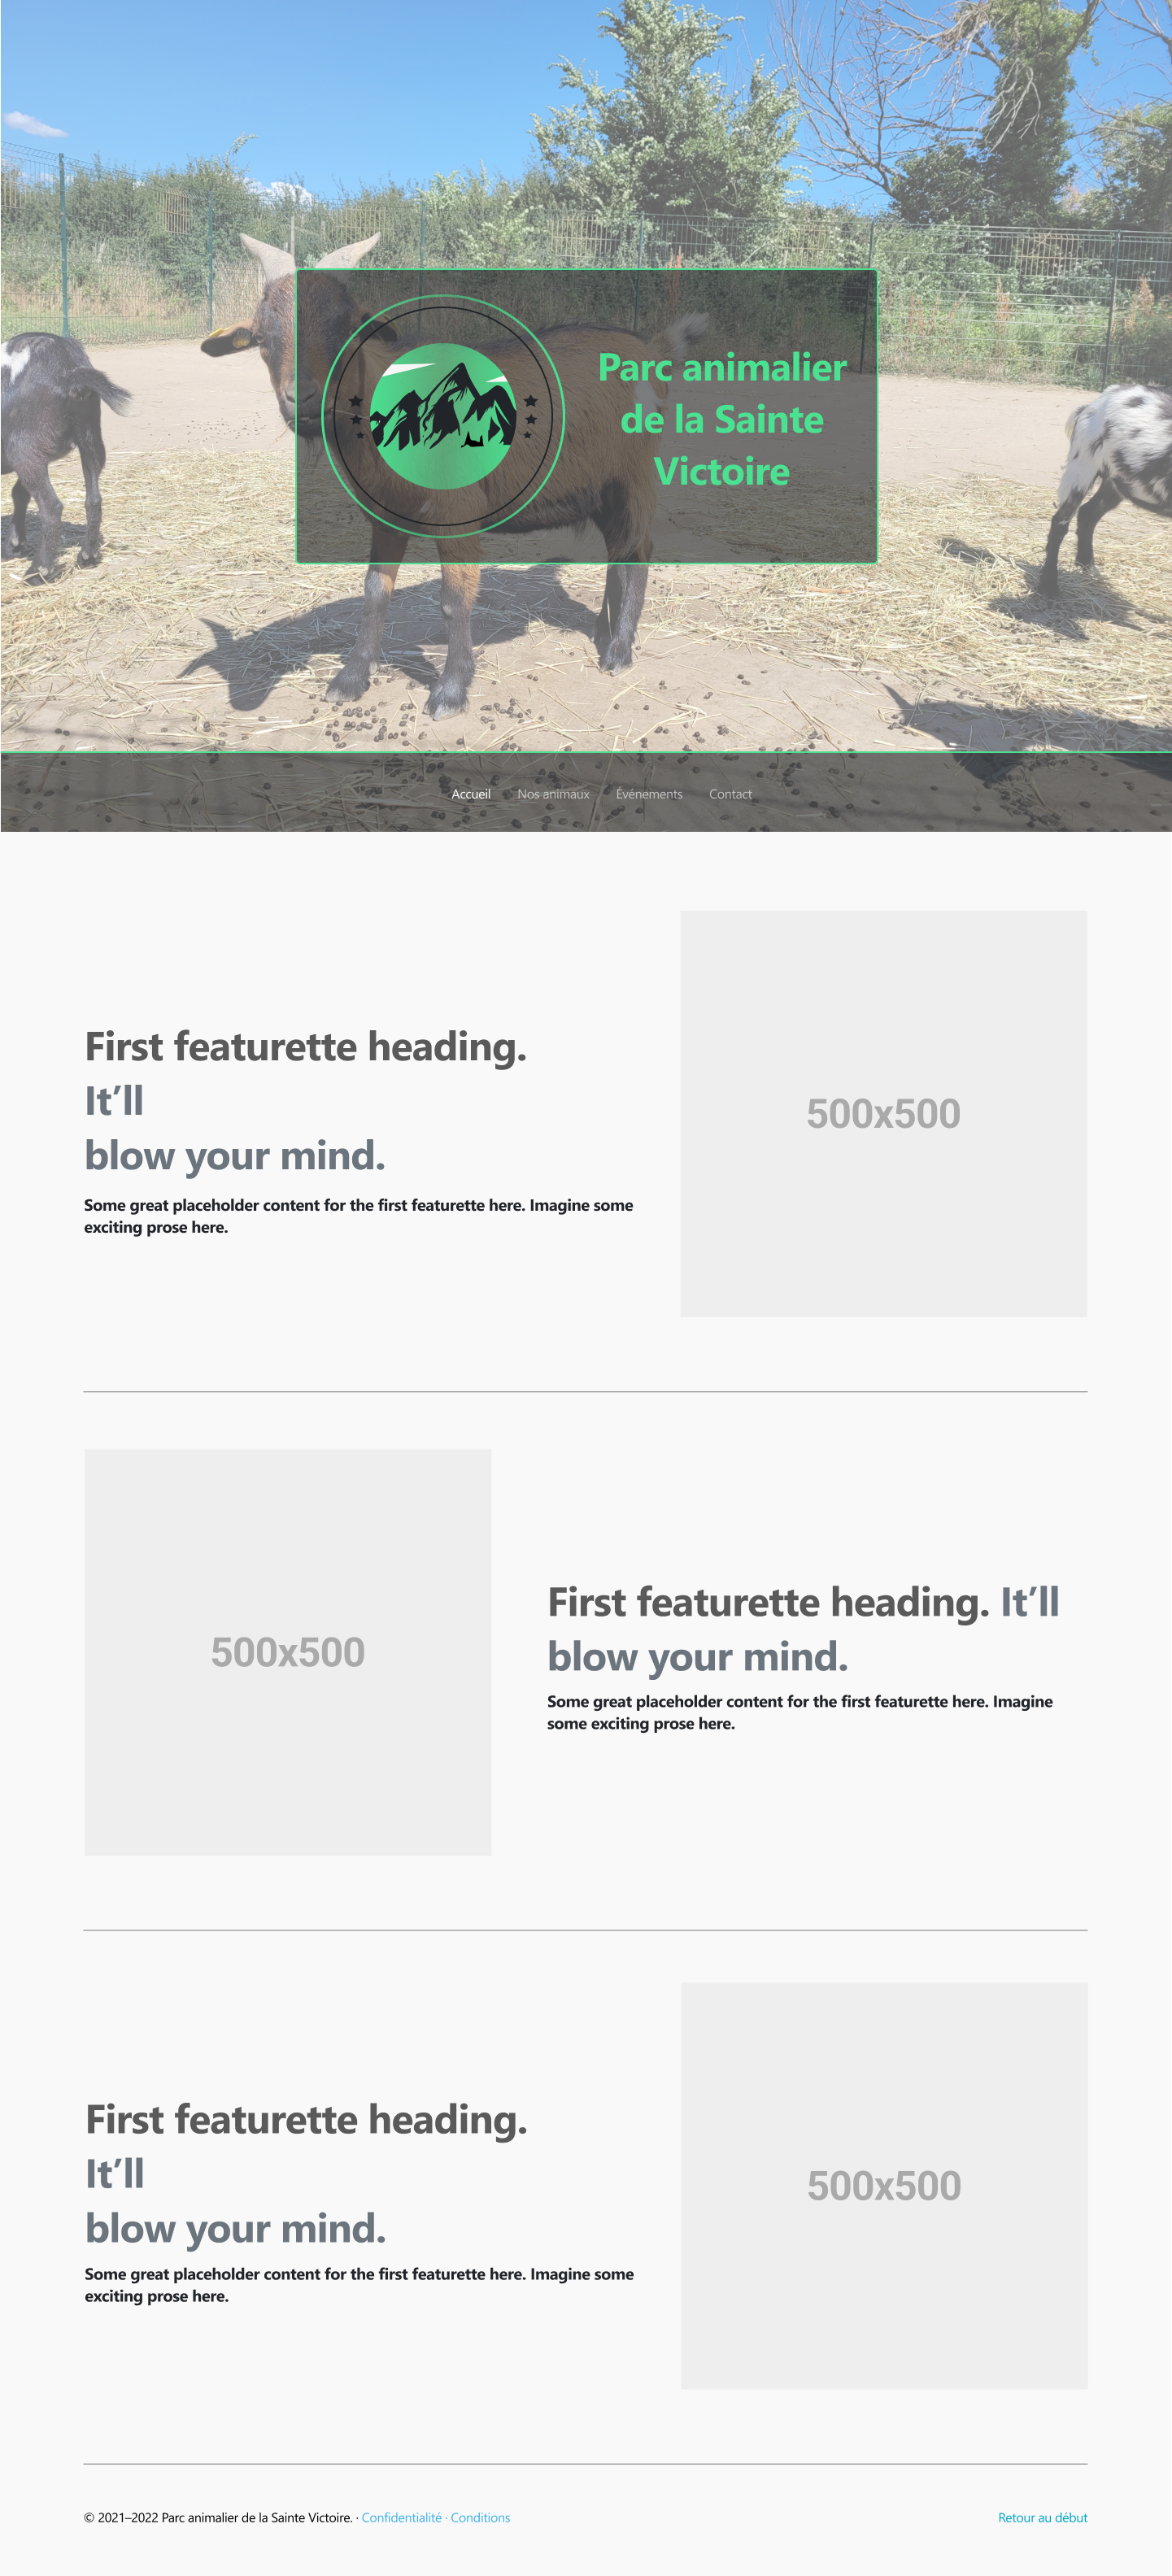 Parc animalier
de la Sainte
Victoire
Accueil Nos animaux Événements Contact
First featurette heading.
It’ll
blow your mind.
Some great placeholder content for the first featurette here. Imagine some
exciting prose here.
500x500
500x500
First featurette heading. It’ll
blow your mind.
Some great placeholder content for the first featurette here. Imagine
some exciting prose here.
First featurette heading.
It’ll
blow your mind.
Some great placeholder content for the first featurette here. Imagine some
exciting prose here.
500x500
© 2021–2022 Parc animalier de la Sainte Victoire. · Confidentialité · Conditions
Retour au début